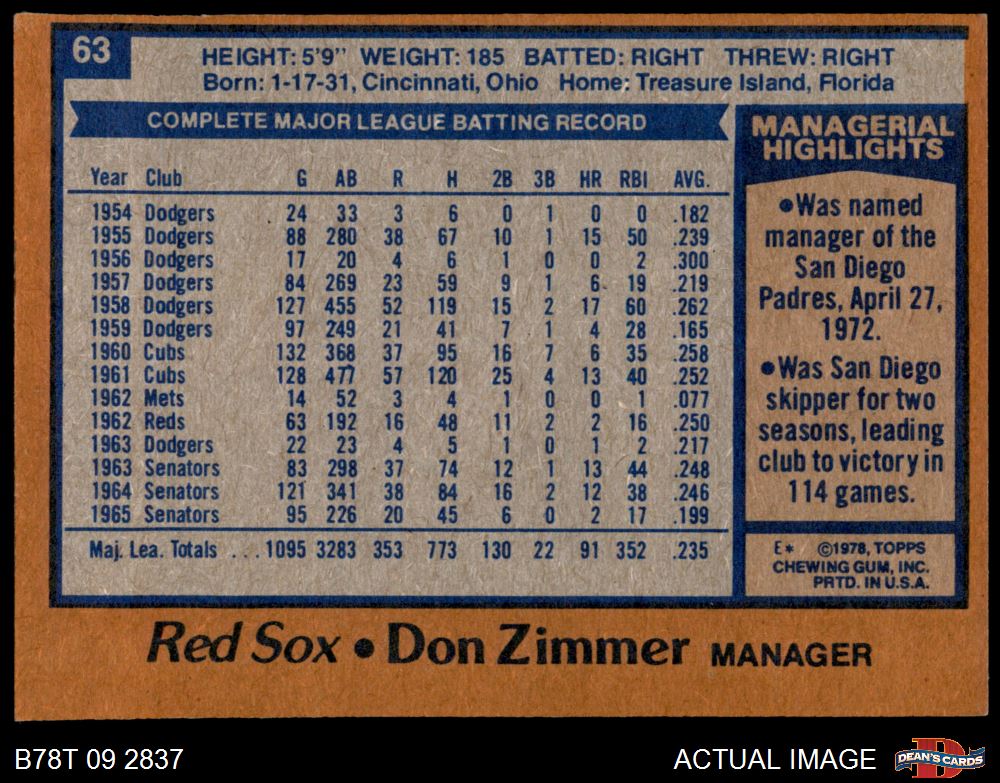 63
HEIGHT: 5'9" WEIGHT: 185 BATTED: RIGHT THREW: RIGHT
Born: 1-17-31, Cincinnati, Ohio Home: Treasure Island, Florida
COMPLETE MAJOR LEAGUE BATTING RECORD
Year Club G AB R H 2B 3B HR RBI AVG.
1954 Dodgers 24 33 3 6 0 1 0 0 .182
1955 Dodgers 88 280 38 67 10 1 15 50 .239
1956 Dodgers 17 20 4 6 1 0 0 2 .300
1957 Dodgers 84 269 23 59 9 1 6 19 .219
1958 Dodgers 127 455 52 119 15 2 17 60 .262
1959 Dodgers 97 249 21 41 7 1 4 28 .165
1960 Cubs 132 368 37 95 16 7 6 35 .258
1961 Cubs 128 477 57 120 25 4 13 40 .252
1962 Mets 14 52 3 4 1 0 0 1 .077
1962 Reds 63 192 16 48 11 2 2 16 .250
1963 Dodgers 22 23 4 5 1 0 1 2 .217
1963 Senators 83 298 37 74 12 1 13 44 .248
1964 Senators 121 341 38 84 16 2 12 38 .246
1965 Senators 95 226 20 45 6 0 2 17 .199
Maj. Lea. Totals ... 1095 3283 353 773 130 22 91 352 .235
MANAGERIAL
HIGHLIGHTS
●Was named
manager of the
San Diego
Padres, April 27,
1972.
●Was San Diego
skipper for two
seasons, leading
club to victory in
114 games.
E* ©1978, TOPPS
CHEWING GUM, INC.
PRTD. IN U.S.A.
Red Sox ● Don Zimmer MANAGER
B78T 09 2837
ACTUAL IMAGE
D
DEAN'S CARDS